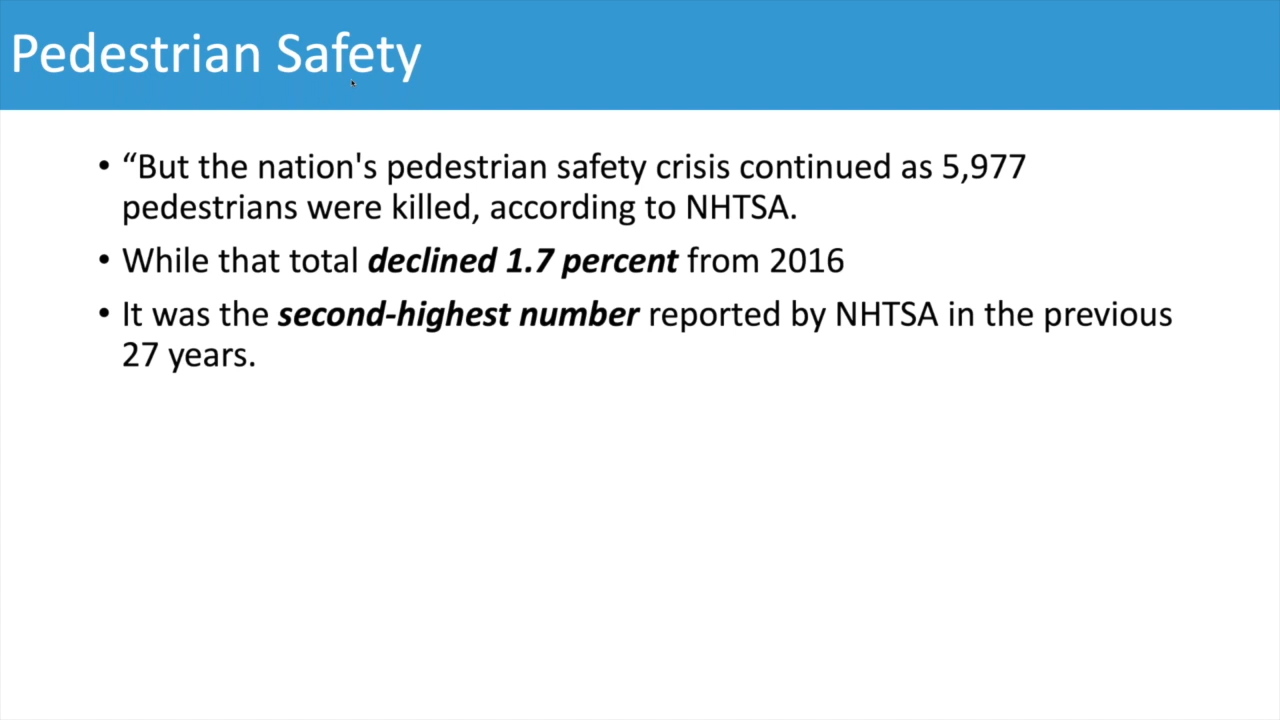 Pedestrian Safety
• “But the nation's pedestrian safety crisis continued as 5,977
pedestrians were killed, according to NHTSA.
• While that total declined 1.7 percent from 2016
• It was the second-highest number reported by NHTSA in the previous
27 years.